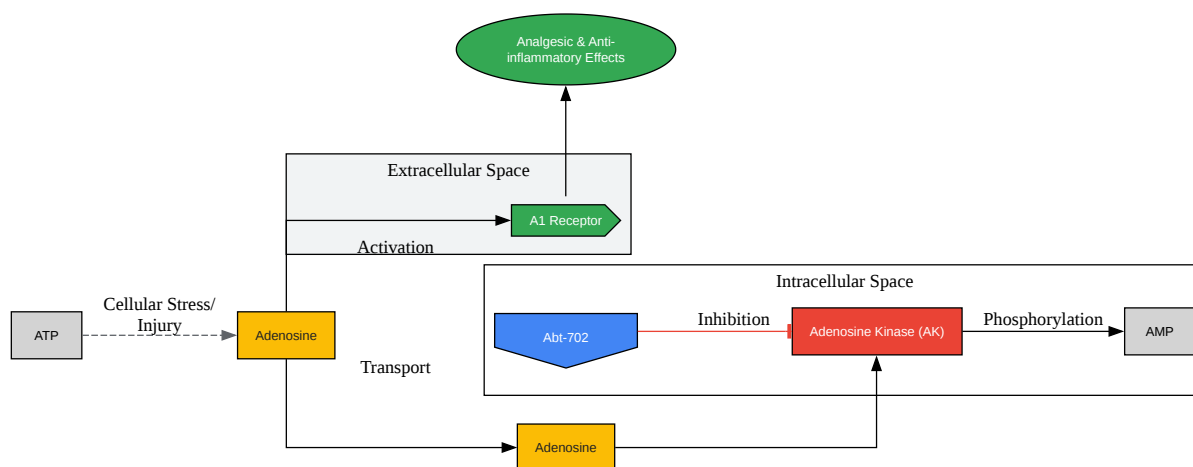 Analgesic & Anti-
inflammatory Effects
Extracellular Space
A1 Receptor
Activation
Intracellular Space
Cellular Stress/
Injury
ATP
Adenosine
Abt-702
Inhibition
Adenosine Kinase (AK)
Phosphorylation
AMP
Transport
Adenosine